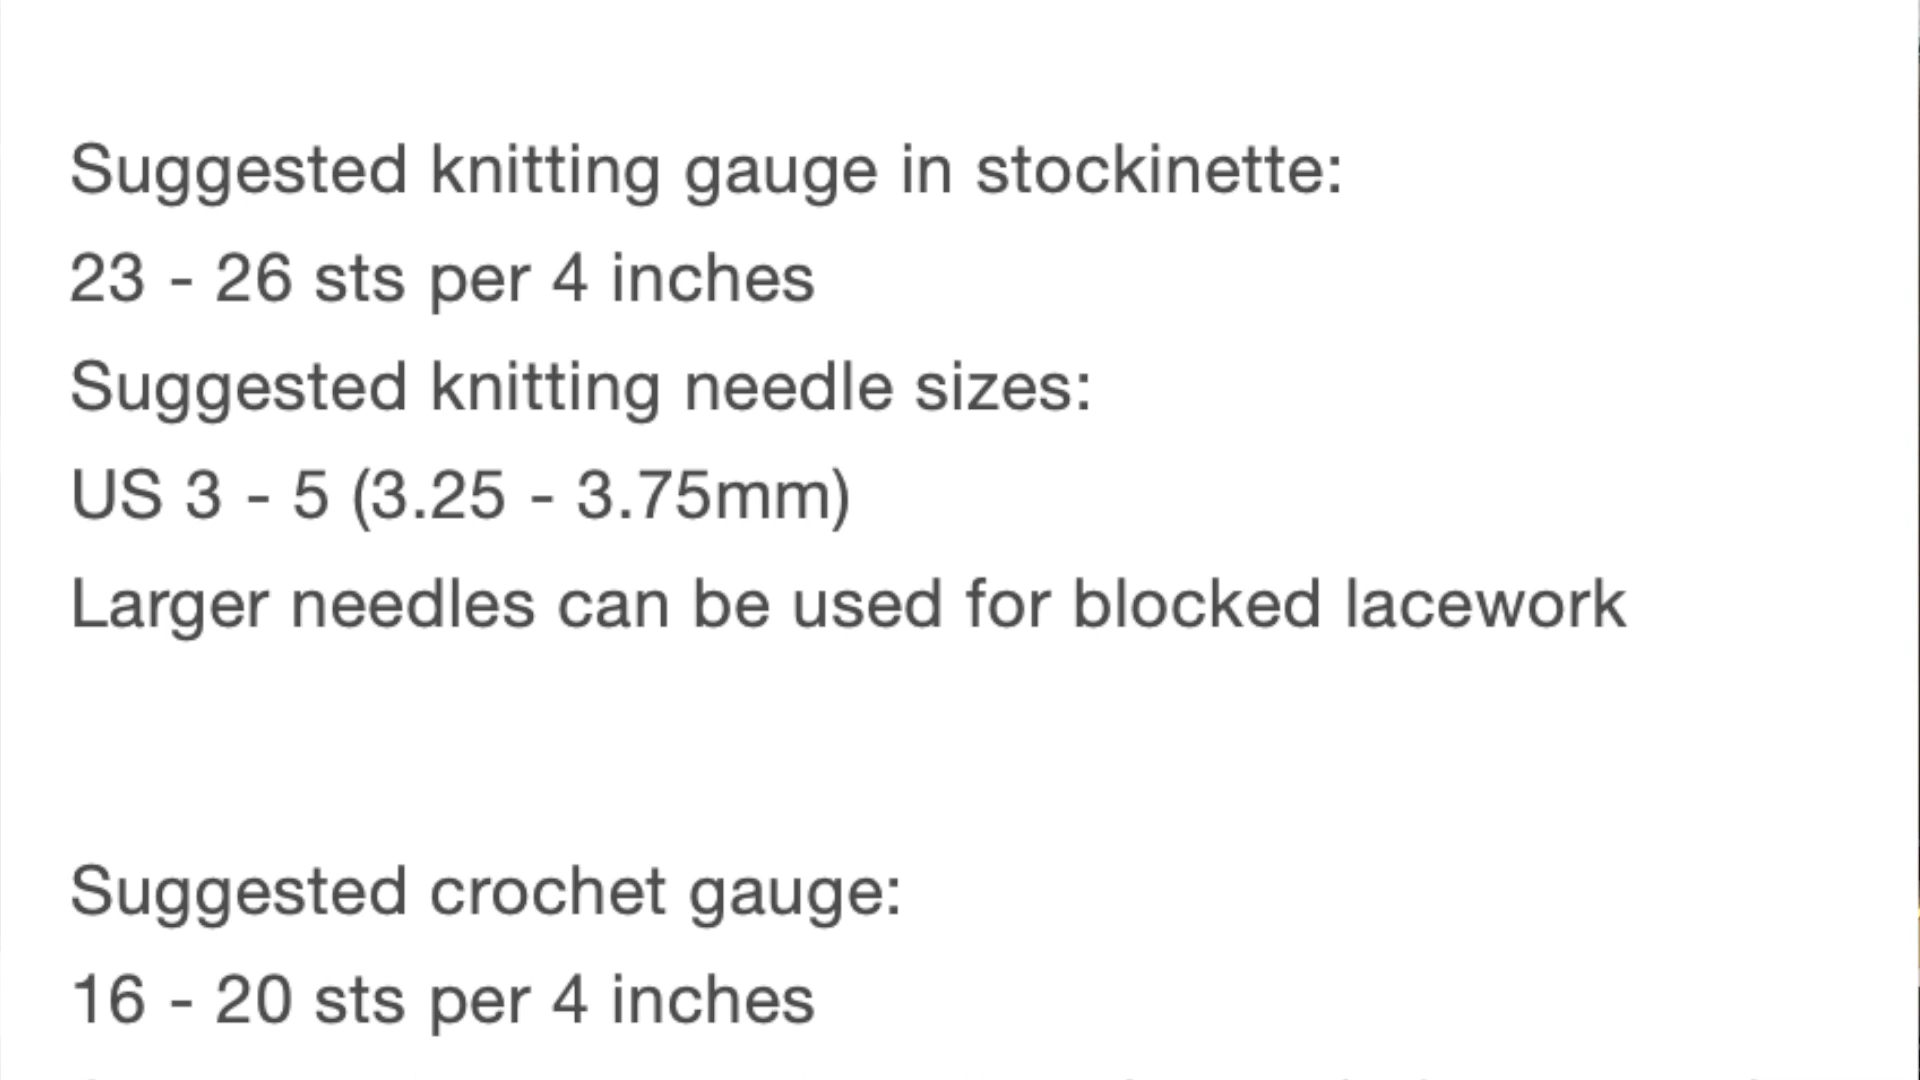 Suggested knitting gauge in stockinette:
23 - 26 sts per 4 inches
Suggested knitting needle sizes:
US 3 - 5 (3.25 - 3.75mm)
Larger needles can be used for blocked lacework
Suggested crochet gauge:
16 - 20 sts per 4 inches